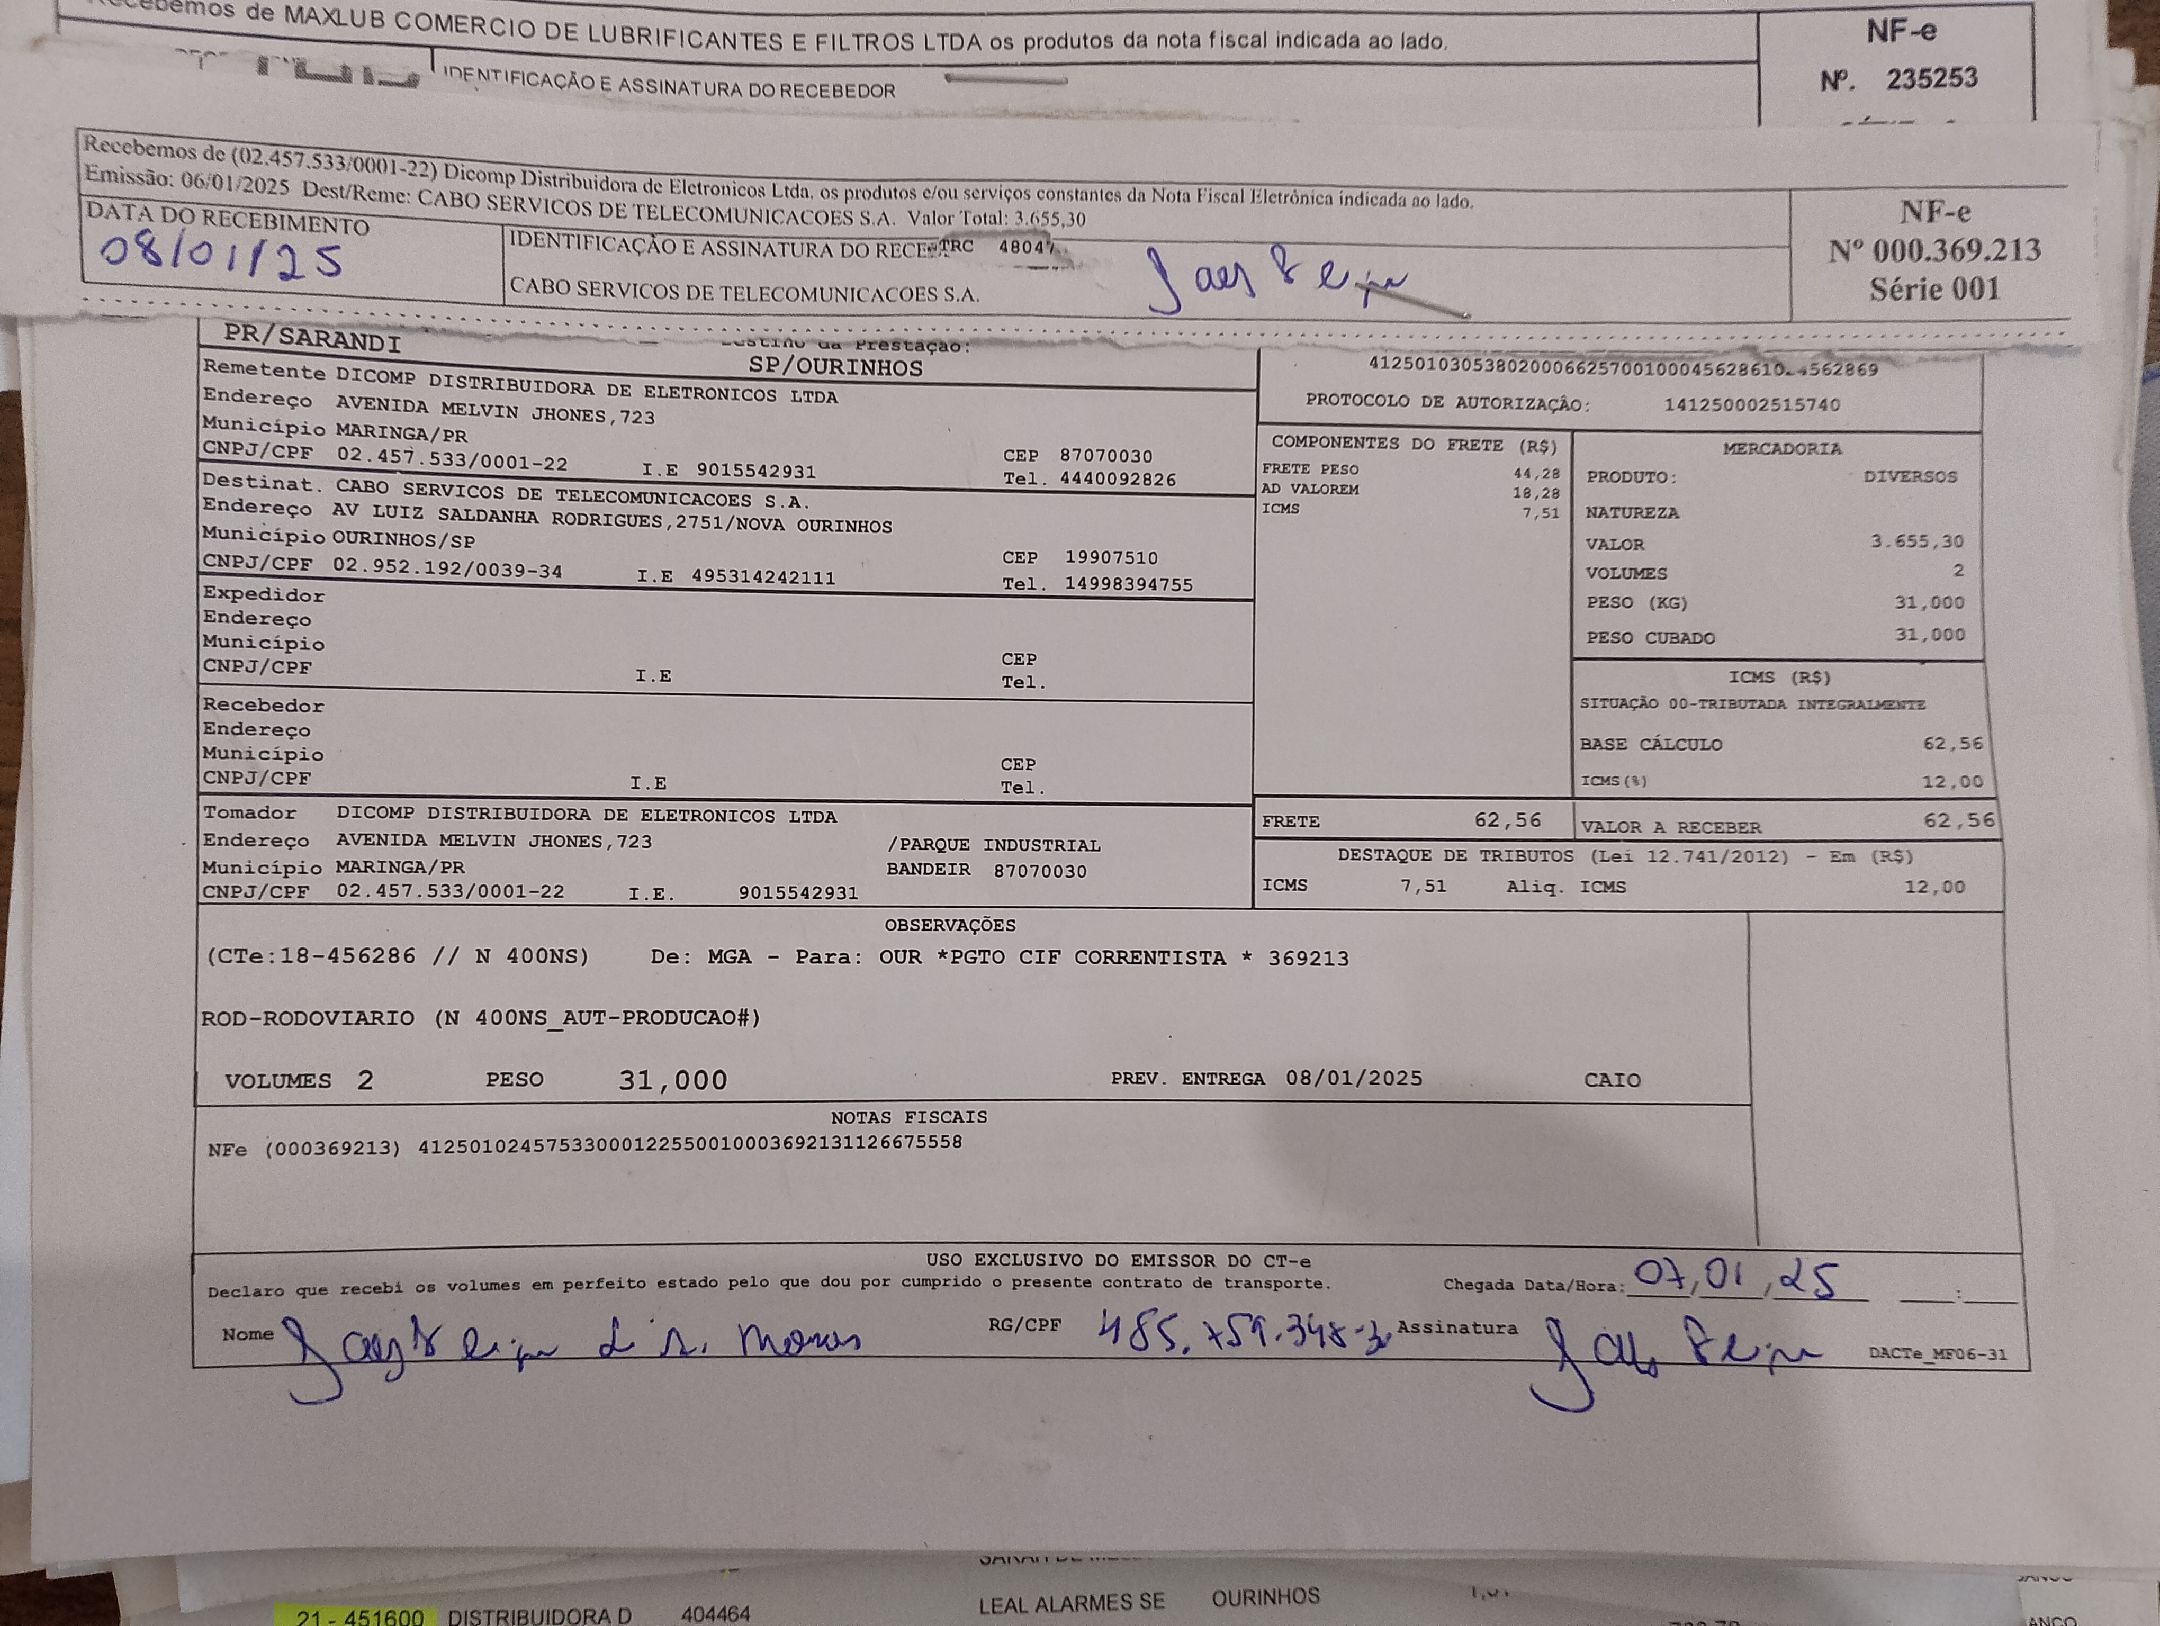 Recebemos de MAXLUB COMERCIO DE LUBRIFICANTES E FILTROS LTDA os produtos da nota fiscal indicada ao lado.
NF-e
Nº. 235253
IDENTIFICAÇÃO E ASSINATURA DO RECEBEDOR
Recebemos de (02.457.533/0001-22) Dicomp Distribuidora de Eletronicos Ltda, os produtos e/ou serviços constantes da Nota Fiscal Eletrônica indicada ao lado.
Emissão: 06/01/2025 Dest/Reme: CABO SERVICOS DE TELECOMUNICACOES S.A. Valor Total: 3.655,30
DATA DO RECEBIMENTO
08/01/25
IDENTIFICAÇÃO E ASSINATURA DO
TRC
CABO SERVICOS DE TELECOMUNICACOES S.A.
NF-e
Nº 000.369.213
Série 001
PR/SARANDI
Prestação:
SP/OURINHOS
PROTOCOLO DE AUTORIZAÇÃO: 141250002515740
Remetente DICOMP DISTRIBUIDORA DE ELETRONICOS LTDA
Endereço AVENIDA MELVIN JHONES,723
Município MARINGA/PR CEP 87070030
CNPJ/CPF 02.457.533/0001-22 I.E 9015542931 Tel. 4440092826
Destinat. CABO SERVICOS DE TELECOMUNICACOES S.A.
Endereço AV LUIZ SALDANHA RODRIGUES,2751/NOVA OURINHOS
Município OURINHOS/SP CEP 19907510
CNPJ/CPF 02.952.192/0039-34 I.E 495314242111 Tel. 14998394755
Expedidor
Endereço
Município CEP
CNPJ/CPF I.E Tel.
Recebedor
Endereço
Município CEP
CNPJ/CPF I.E Tel.
Tomador DICOMP DISTRIBUIDORA DE ELETRONICOS LTDA
Endereço AVENIDA MELVIN JHONES,723 /PARQUE INDUSTRIAL
Município MARINGA/PR BANDEIR 87070030
CNPJ/CPF 02.457.533/0001-22 I.E. 9015542931
COMPONENTES DO FRETE (R$)
FRETE PESO 44,28
AD VALOREM 18,28
ICMS 7,51
MERCADORIA
PRODUTO: DIVERSOS
NATUREZA
VALOR 3.655,30
VOLUMES 2
PESO (KG) 31,000
PESO CUBADO 31,000
ICMS (R$)
SITUAÇÃO 00-TRIBUTADA INTEGRALMENTE
BASE CÁLCULO 62,56
ICMS(%) 12,00
FRETE 62,56 VALOR A RECEBER 62,56
DESTAQUE DE TRIBUTOS (Lei 12.741/2012) - Em (R$)
ICMS 7,51 Aliq. ICMS 12,00
OBSERVAÇÕES
(CTe:18-456286 // N 400NS) De: MGA - Para: OUR *PGTO CIF CORRENTISTA * 369213
ROD-RODOVIARIO (N 400NS_AUT-PRODUCAO#)
VOLUMES 2 PESO 31,000 PREV. ENTREGA 08/01/2025 CAIO
NOTAS FISCAIS
NFe (000369213) 41250102457533000122550010003692131126675558
USO EXCLUSIVO DO EMISSOR DO CT-e
Declaro que recebi os volumes em perfeito estado pelo que dou por cumprido o presente contrato de transporte. Chegada Data/Hora: 07,01,25 :
Nome RG/CPF Assinatura DACTe_MF06-31
LEAL ALARMES SE OURINHOS
21 - 451600 DISTRIBUIDORA D 404464